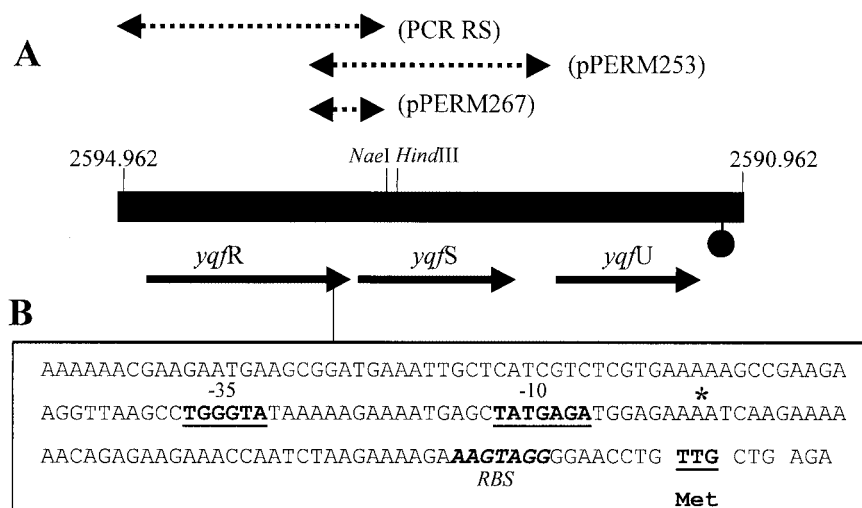 A
(PCR RS)
(pPERM253)
(pPERM267)
2594.962 NaeI HindIII 2590.962
yqfR yqfS yqfU
B
AAAAAACGAAGAATGAAGCGGATGAAATTGCTCATCGTCTCGTGAAAAAGCCGAAGA
-35 -10 *
AGGTTAAGCCTGGGTATAAAAAGAAAATGAGCTATGAGATGGAGAAAATCAAGAAAA
AACAGAGAAGAAACCAATCTAAGAAAAGAAAGTAGGGGAACCTG TTG CTG AGA
RBS
Met